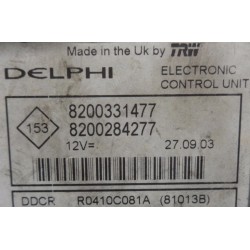 Made in the Uk by TRW
DELPHI
ELECTRONIC
CONTROL UNIT
153
8200331477
8200284277
12V=
27.09.03
DDCR R0410C081A (81013B)